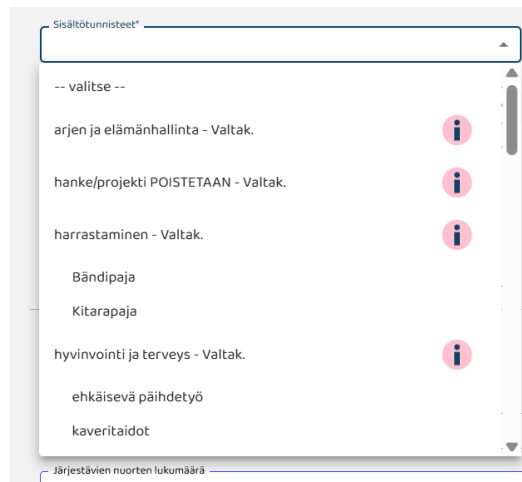 Sisältötunnisteet*
-- valitse --
arjen ja elämänhallinta - Valtak.
hanke/projekti POISTETAAN - Valtak.
harrastaminen - Valtak.
Bändipaja
Kitarapaja
hyvinvointi ja terveys - Valtak.
ehkäisevä päihdetyö
kaveritaidot
Järjestävien nuorten lukumäärä